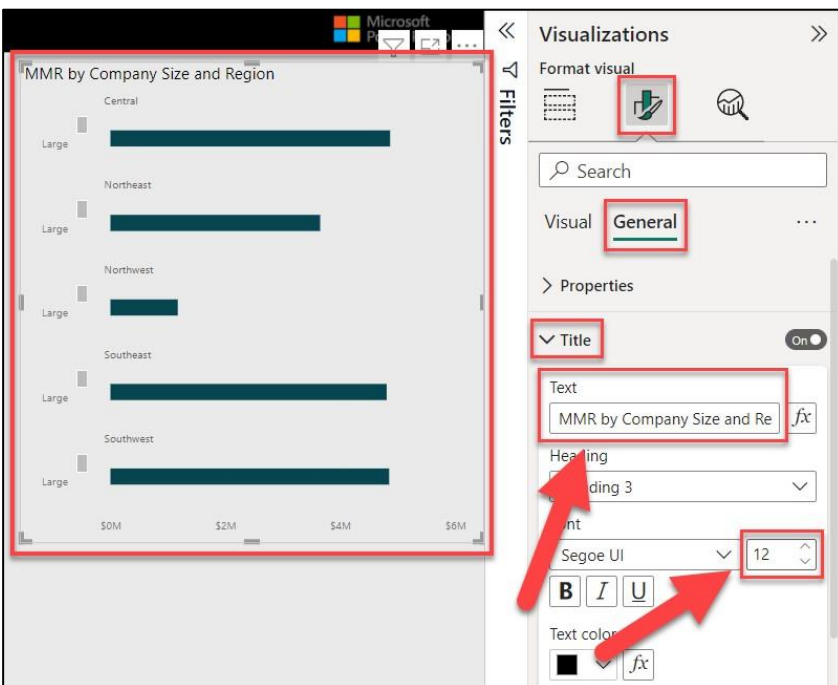 Microsoft
MMR by Company Size and Region
Central
Large
Northeast
Large
Northwest
Large
Southeast
Large
Southwest
Large
$0M $2M $4M $6M
Filters
Visualizations
Format visual
Search
Visual General
Properties
Title On
Text
MMR by Company Size and Re fx
Heading
ding 3
Segoe UI 12
B I U
Text color
fx